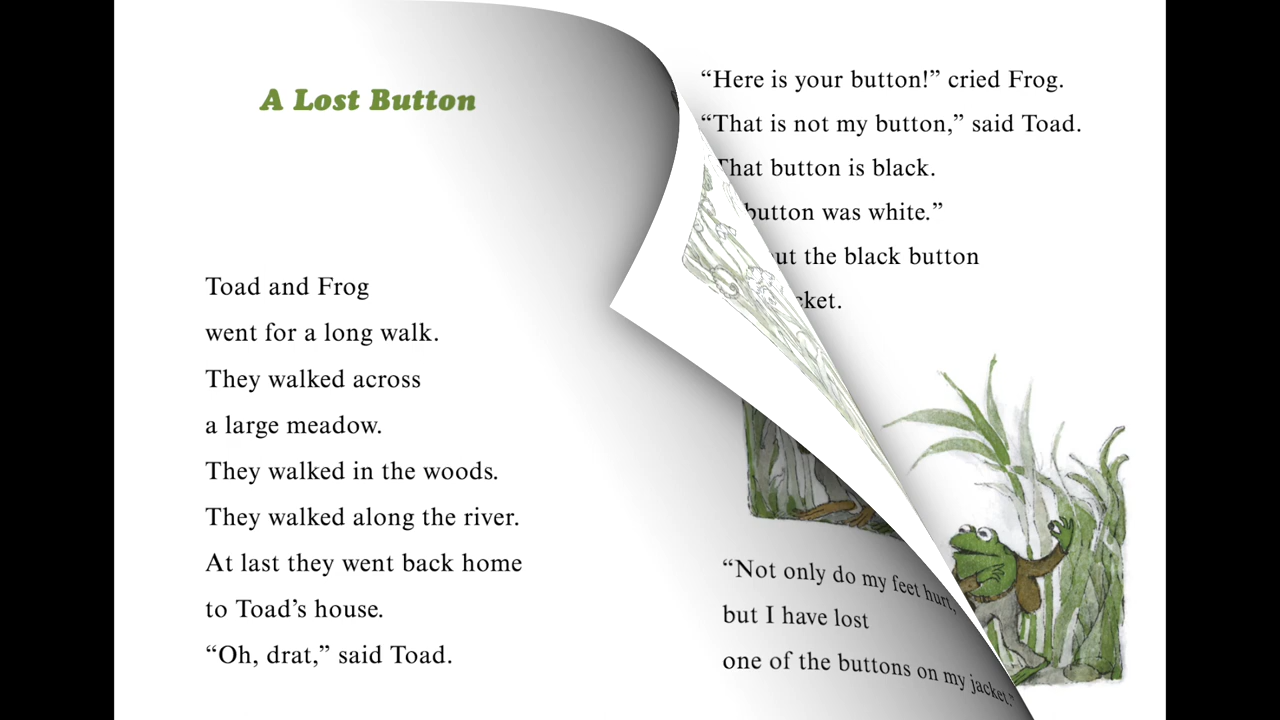 A Lost Button
Toad and Frog
went for a long walk.
They walked across
a large meadow.
They walked in the woods.
They walked along the river.
At last they went back home
to Toad’s house.
“Oh, drat,” said Toad.
“Not only do my feet hurt,
but I have lost
one of the buttons on my jacket.”
“Here is your button!” cried Frog.
“That is not my button,” said Toad.
That button is black.
button was white.”
the black button